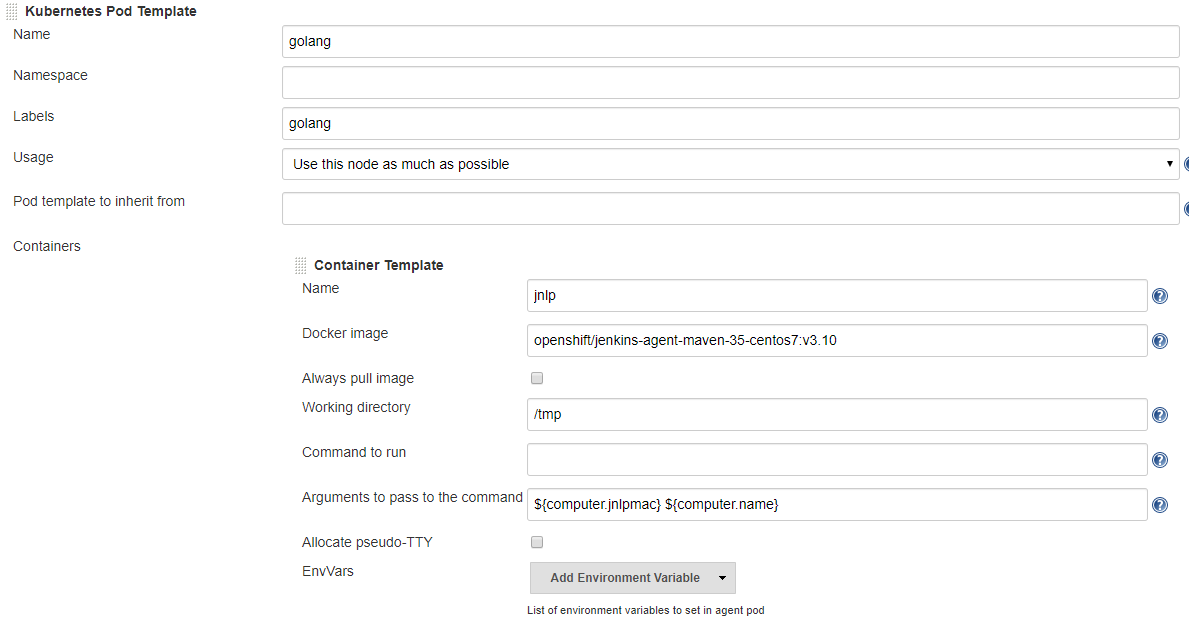 Kubernetes Pod Template
Name
golang
Namespace
Labels
golang
Usage
Use this node as much as possible
Pod template to inherit from
Containers
Container Template
Name
jnlp
Docker image
openshift/jenkins-agent-maven-35-centos7:v3.10
Always pull image
Working directory
/tmp
Command to run
Arguments to pass to the command
${computer.jnlpmac} ${computer.name}
Allocate pseudo-TTY
EnvVars
Add Environment Variable
List of environment variables to set in agent pod